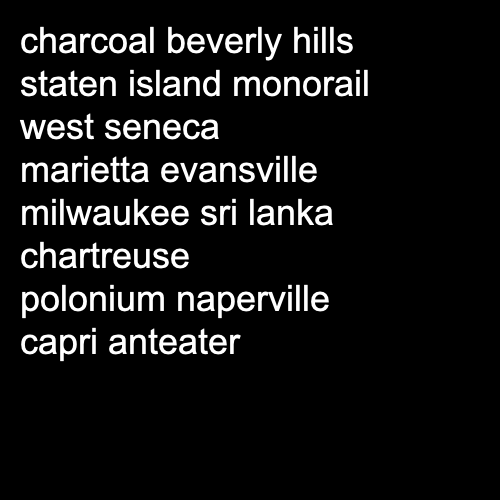 charcoal beverly hills
staten island monorail
west seneca
marietta evansville
milwaukee sri lanka
chartreuse
polonium naperville
capri anteater